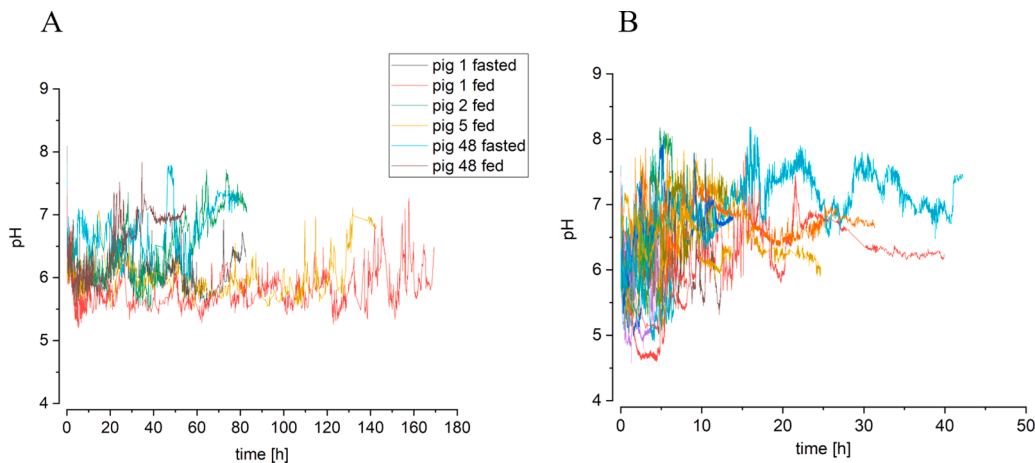 A
B
pig 1 fasted
pig 1 fed
pig 2 fed
pig 5 fed
pig 48 fasted
pig 48 fed
9
8
7
6
5
4
pH
0 20 40 60 80 100 120 140 160 180
time [h]
9
8
7
6
5
4
pH
0 10 20 30 40 50
time [h]